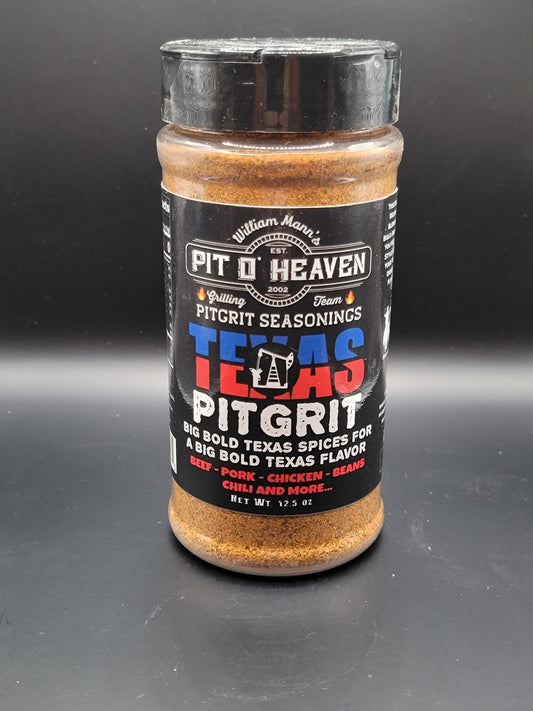 William Mann's
EST.
PIT O' HEAVEN
2002
Grilling Team
PITGRIT SEASONINGS
TEXAS
PITGRIT
BIG BOLD TEXAS SPICES FOR
A BIG BOLD TEXAS FLAVOR
BEEF - PORK - CHICKEN - BEANS
CHILI AND MORE...
NET WT. 12.5 OZ